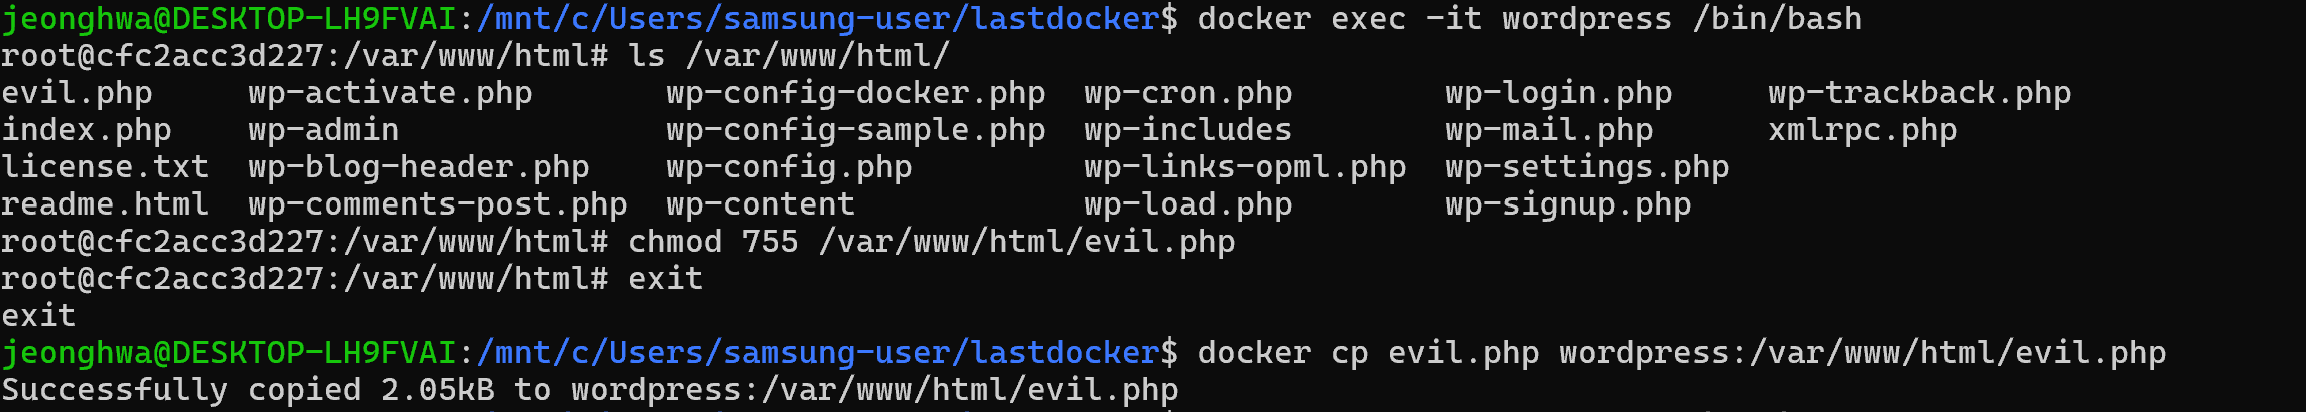 jeonghwa@DESKTOP-LH9FVAI:/mnt/c/Users/samsung-user/lastdocker$ docker exec -it wordpress /bin/bash
root@cfc2acc3d227:/var/www/html# ls /var/www/html/
evil.php     wp-activate.php       wp-config-docker.php  wp-cron.php        wp-login.php     wp-trackback.php
index.php    wp-admin              wp-config-sample.php  wp-includes        wp-mail.php      xmlrpc.php
license.txt  wp-blog-header.php    wp-config.php         wp-links-opml.php  wp-settings.php
readme.html  wp-comments-post.php  wp-content            wp-load.php        wp-signup.php
root@cfc2acc3d227:/var/www/html# chmod 755 /var/www/html/evil.php
root@cfc2acc3d227:/var/www/html# exit
exit
jeonghwa@DESKTOP-LH9FVAI:/mnt/c/Users/samsung-user/lastdocker$ docker cp evil.php wordpress:/var/www/html/evil.php
Successfully copied 2.05kB to wordpress:/var/www/html/evil.php